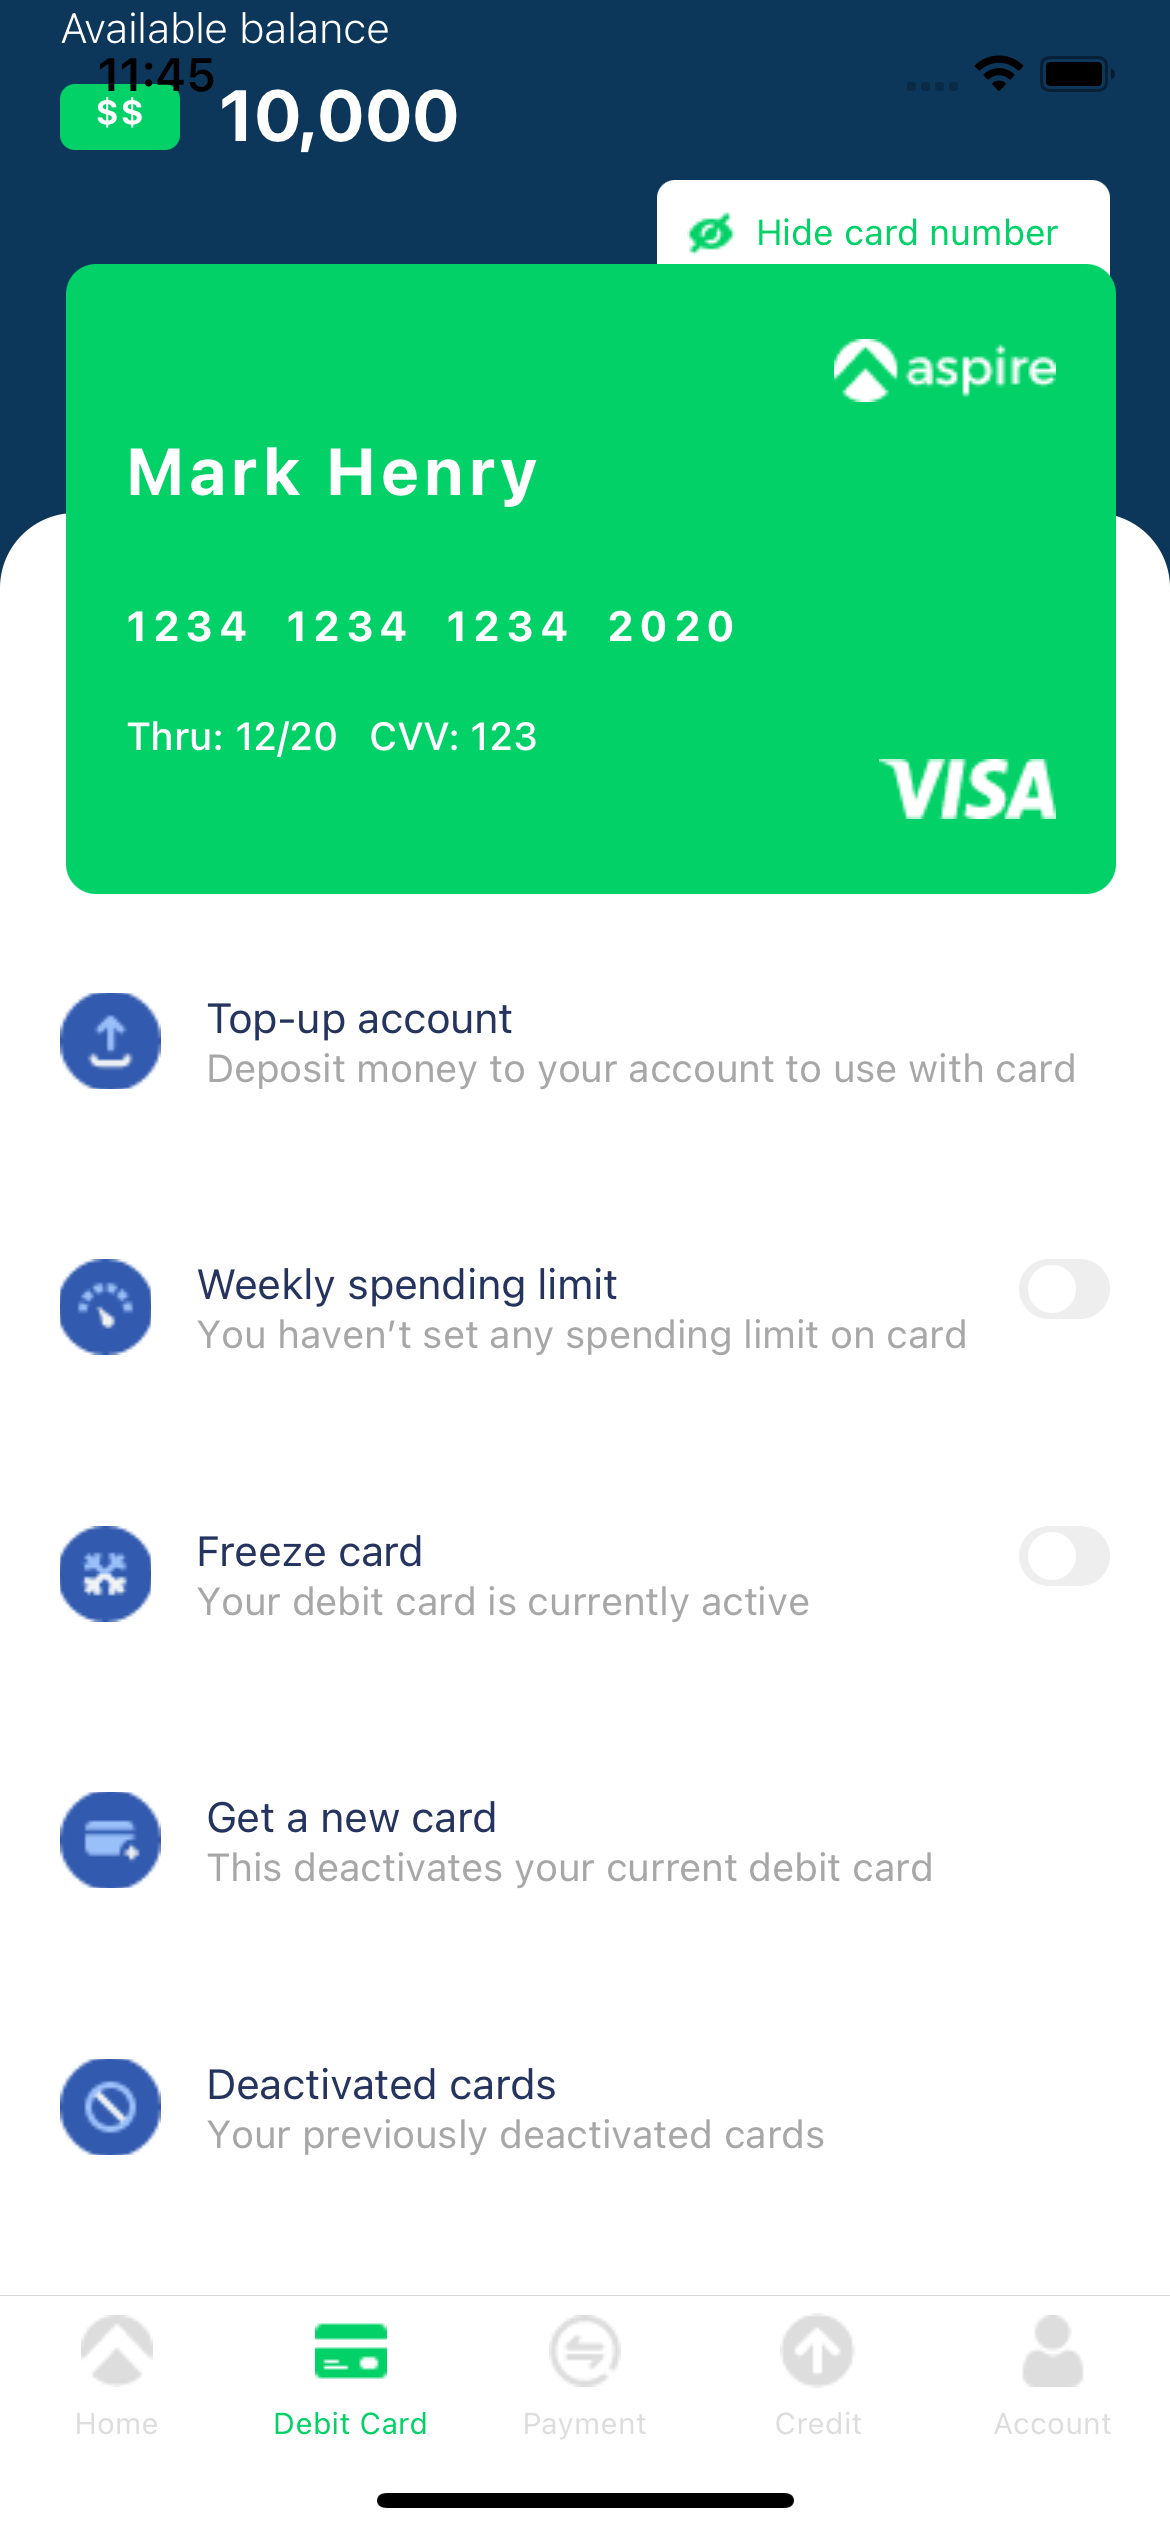 Available balance
11:45
$$ 10,000
Hide card number
aspire
Mark Henry
1234 1234 1234 2020
Thru: 12/20 CVV: 123
VISA
Top-up account
Deposit money to your account to use with card
Weekly spending limit
You haven’t set any spending limit on card
Freeze card
Your debit card is currently active
Get a new card
This deactivates your current debit card
Deactivated cards
Your previously deactivated cards
Home Debit Card Payment Credit Account